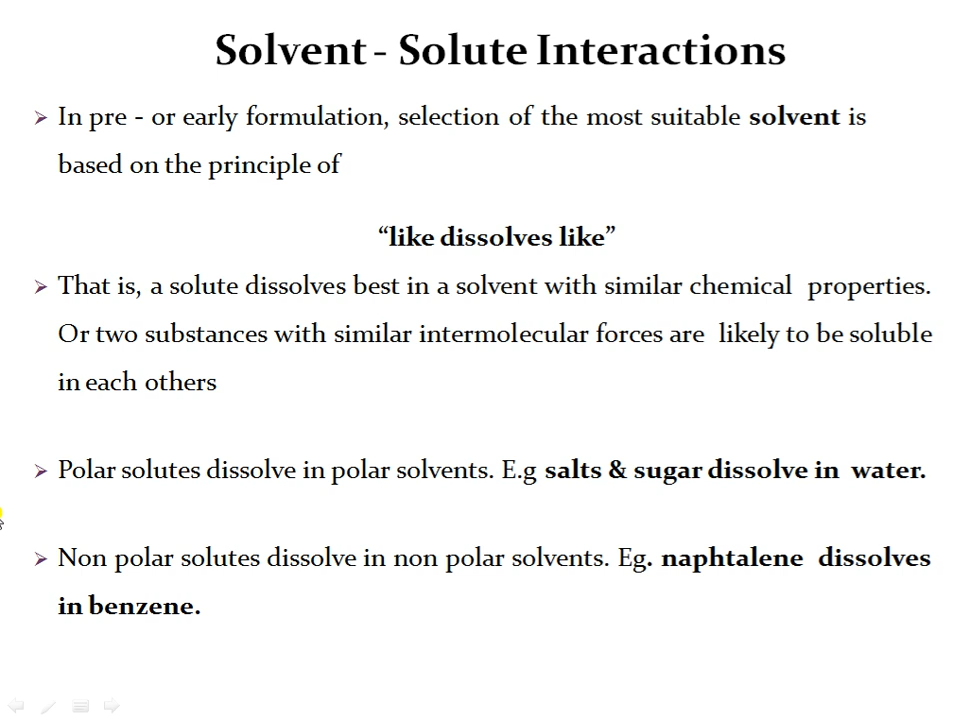 Solvent - Solute Interactions
➢ In pre - or early formulation, selection of the most suitable solvent is
based on the principle of
“like dissolves like”
➢ That is, a solute dissolves best in a solvent with similar chemical properties.
Or two substances with similar intermolecular forces are likely to be soluble
in each others
➢ Polar solutes dissolve in polar solvents. E.g salts & sugar dissolve in water.
➢ Non polar solutes dissolve in non polar solvents. Eg. naphtalene dissolves
in benzene.